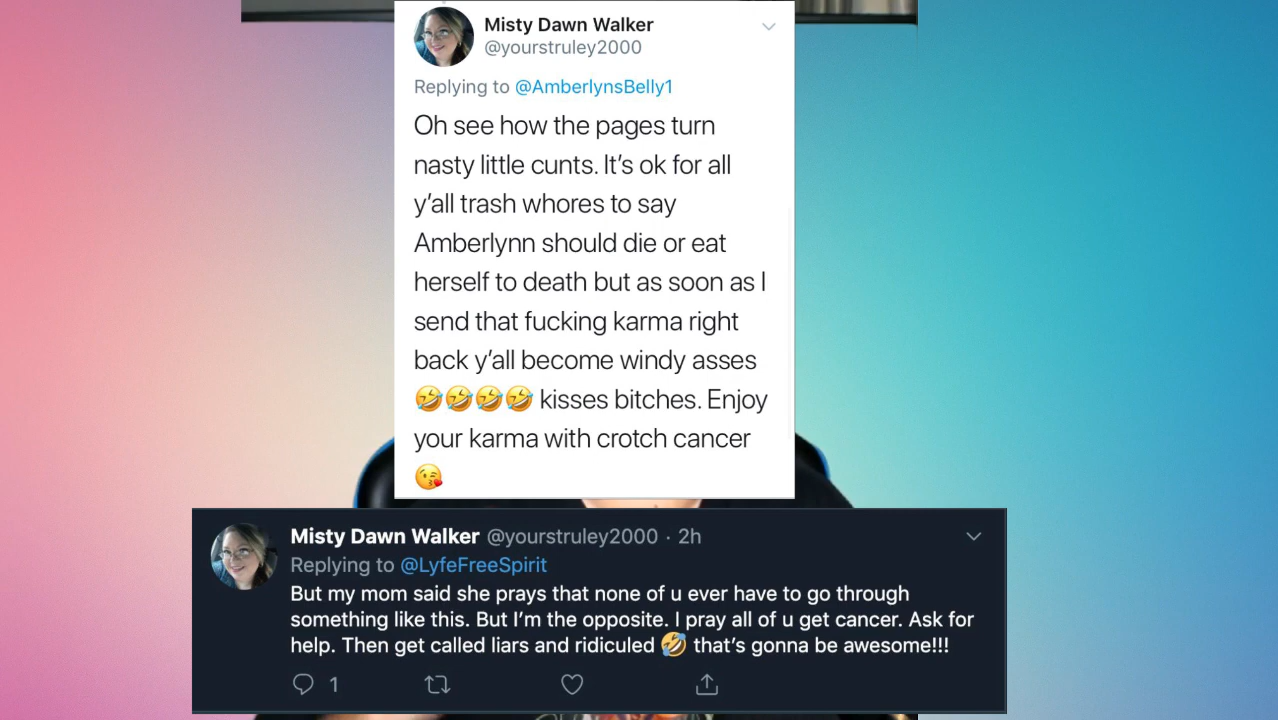 Misty Dawn Walker
@yourstruley2000
Replying to @AmberlynsBelly1
Oh see how the pages turn
nasty little cunts. It’s ok for all
y’all trash whores to say
Amberlynn should die or eat
herself to death but as soon as I
send that fucking karma right
back y’all become windy asses
🤣🤣🤣🤣 kisses bitches. Enjoy
your karma with crotch cancer
😘
Misty Dawn Walker @yourstruley2000 · 2h
Replying to @LyfeFreeSpirit
But my mom said she prays that none of u ever have to go through
something like this. But I’m the opposite. I pray all of u get cancer. Ask for
help. Then get called liars and ridiculed 🤣 that’s gonna be awesome!!!
1